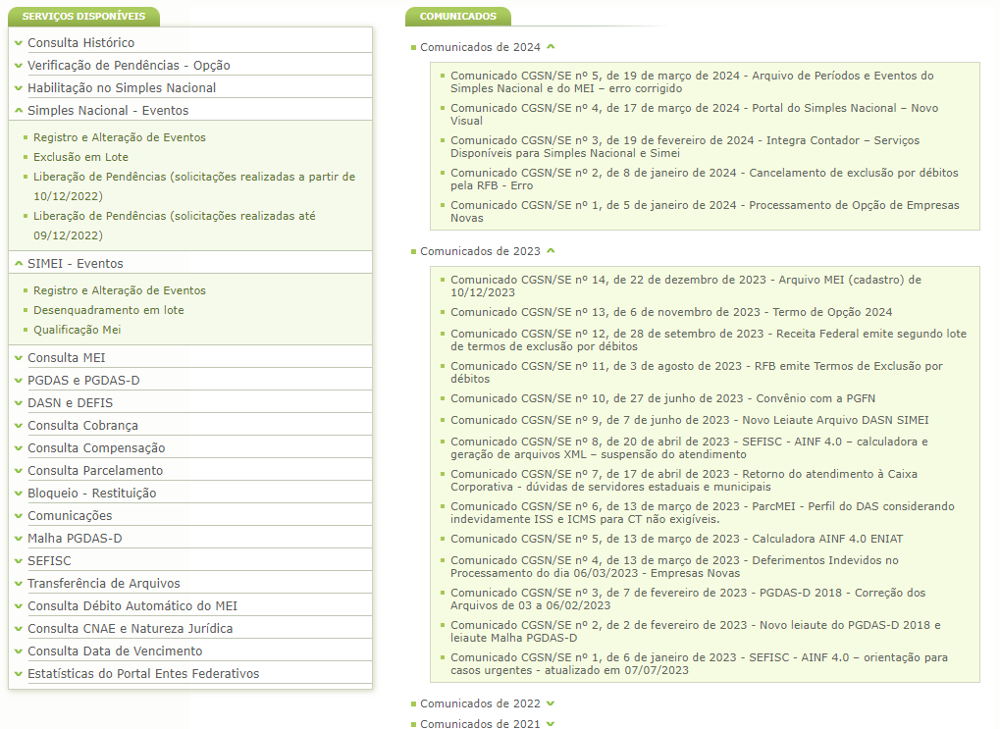 SERVIÇOS DISPONÍVEIS
Consulta Histórico
Verificação de Pendências - Opção
Habilitação no Simples Nacional
Simples Nacional - Eventos
Registro e Alteração de Eventos
Exclusão em Lote
Liberação de Pendências (solicitações realizadas a partir de
10/12/2022)
Liberação de Pendências (solicitações realizadas até
09/12/2022)
SIMEI - Eventos
Registro e Alteração de Eventos
Desenquadramento em lote
Qualificação Mei
Consulta MEI
PGDAS e PGDAS-D
DASN e DEFIS
Consulta Cobrança
Consulta Compensação
Consulta Parcelamento
Bloqueio - Restituição
Comunicações
Malha PGDAS-D
SEFISC
Transferência de Arquivos
Consulta Débito Automático do MEI
Consulta CNAE e Natureza Jurídica
Consulta Data de Vencimento
Estatísticas do Portal Entes Federativos
COMUNICADOS
Comunicados de 2024
Comunicado CGSN/SE nº 5, de 19 de março de 2024 - Arquivo de Períodos e Eventos do
Simples Nacional e do MEI – erro corrigido
Comunicado CGSN/SE nº 4, de 17 de março de 2024 - Portal do Simples Nacional – Novo
Visual
Comunicado CGSN/SE nº 3, de 19 de fevereiro de 2024 - Integra Contador – Serviços
Disponíveis para Simples Nacional e Simei
Comunicado CGSN/SE nº 2, de 8 de janeiro de 2024 - Cancelamento de exclusão por débitos
pela RFB - Erro
Comunicado CGSN/SE nº 1, de 5 de janeiro de 2024 - Processamento de Opção de Empresas
Novas
Comunicados de 2023
Comunicado CGSN/SE nº 14, de 22 de dezembro de 2023 - Arquivo MEI (cadastro) de
10/12/2023
Comunicado CGSN/SE nº 13, de 6 de novembro de 2023 - Termo de Opção 2024
Comunicado CGSN/SE nº 12, de 28 de setembro de 2023 - Receita Federal emite segundo lote
de termos de exclusão por débitos
Comunicado CGSN/SE nº 11, de 3 de agosto de 2023 - RFB emite Termos de Exclusão por
débitos
Comunicado CGSN/SE nº 10, de 27 de junho de 2023 - Convênio com a PGFN
Comunicado CGSN/SE nº 9, de 7 de junho de 2023 - Novo Leiaute Arquivo DASN SIMEI
Comunicado CGSN/SE nº 8, de 20 de abril de 2023 - SEFISC - AINF 4.0 – calculadora e
geração de arquivos XML – suspensão do atendimento
Comunicado CGSN/SE nº 7, de 17 de abril de 2023 - Retorno do atendimento à Caixa
Corporativa - dúvidas de servidores estaduais e municipais
Comunicado CGSN/SE nº 6, de 13 de março de 2023 - ParcMEI - Perfil do DAS considerando
indevidamente ISS e ICMS para CT não exigíveis.
Comunicado CGSN/SE nº 5, de 13 de março de 2023 - Calculadora AINF 4.0 ENIAT
Comunicado CGSN/SE nº 4, de 13 de março de 2023 - Deferimentos Indevidos no
Processamento do dia 06/03/2023 - Empresas Novas
Comunicado CGSN/SE nº 3, de 7 de fevereiro de 2023 - PGDAS-D 2018 - Correção dos
Arquivos de 03 a 06/02/2023
Comunicado CGSN/SE nº 2, de 2 de fevereiro de 2023 - Novo leiaute do PGDAS-D 2018 e
leiaute Malha PGDAS-D
Comunicado CGSN/SE nº 1, de 6 de janeiro de 2023 - SEFISC - AINF 4.0 – orientação para
casos urgentes - atualizado em 07/07/2023
Comunicados de 2022
Comunicados de 2021